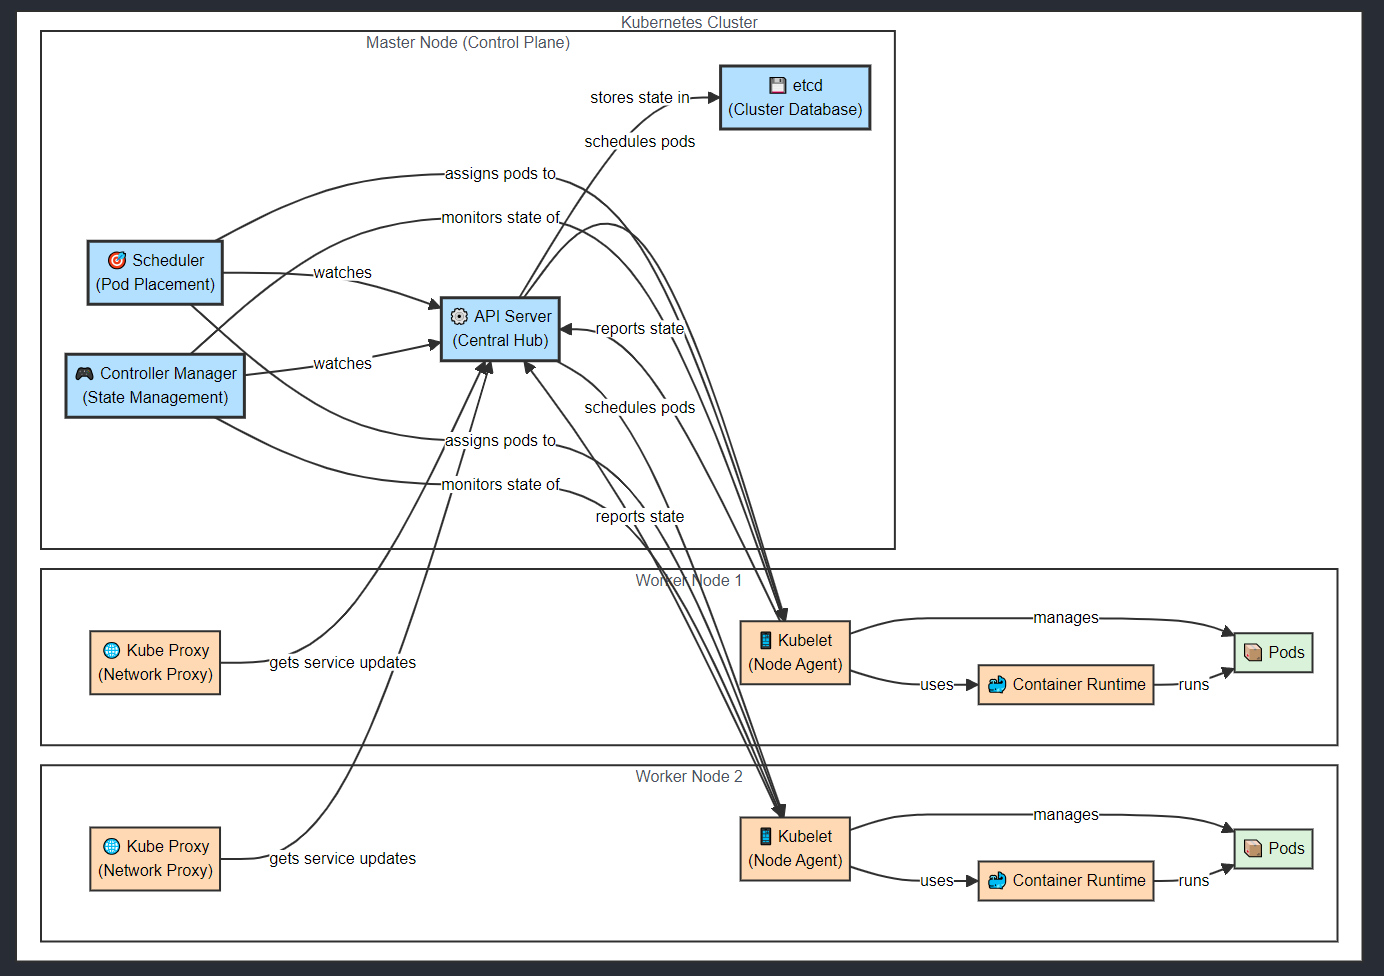 Kubernetes Cluster
Master Node (Control Plane)
etcd
(Cluster Database)
stores state in
schedules pods
assigns pods to
monitors state of
Scheduler
(Pod Placement)
watches
API Server
(Central Hub)
reports state
Controller Manager
(State Management)
watches
schedules pods
assigns pods to
monitors state of
reports state
Worker Node 1
Kube Proxy
(Network Proxy)
gets service updates
Kubelet
(Node Agent)
manages
uses
Container Runtime
runs
Pods
Worker Node 2
Kube Proxy
(Network Proxy)
gets service updates
Kubelet
(Node Agent)
manages
uses
Container Runtime
runs
Pods